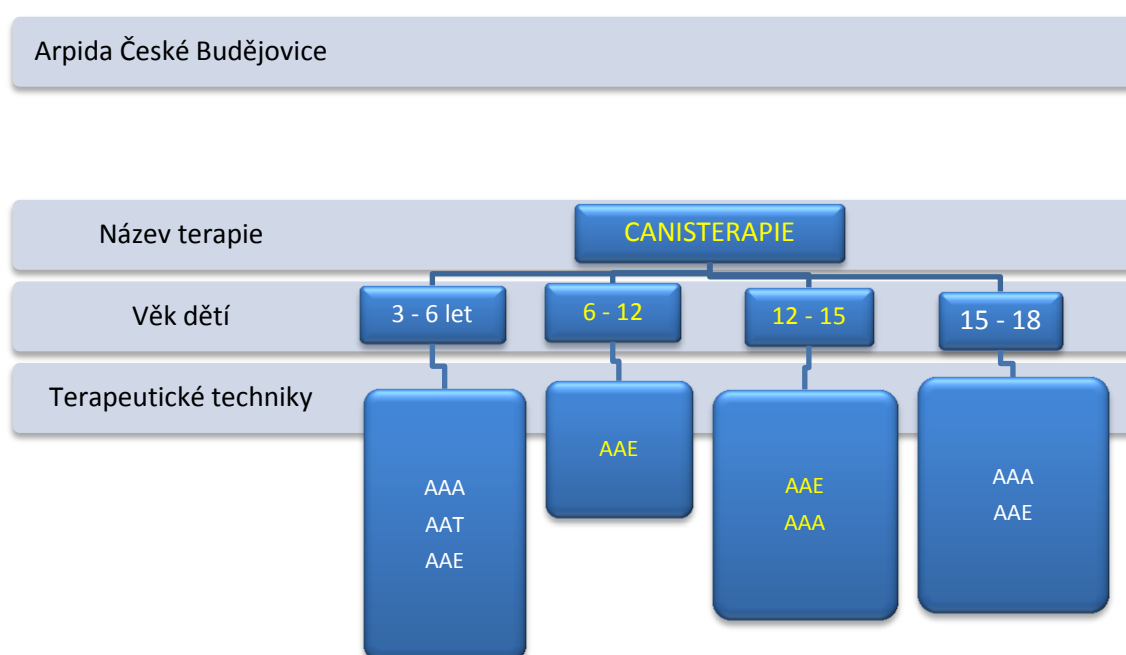 Arpida České Budějovice
Název terapie
CANISTERAPIE
Věk dětí
3 - 6 let
6 - 12
12 - 15
15 - 18
Terapeutické techniky
AAA
AAT
AAE
AAE
AAE
AAA
AAA
AAE